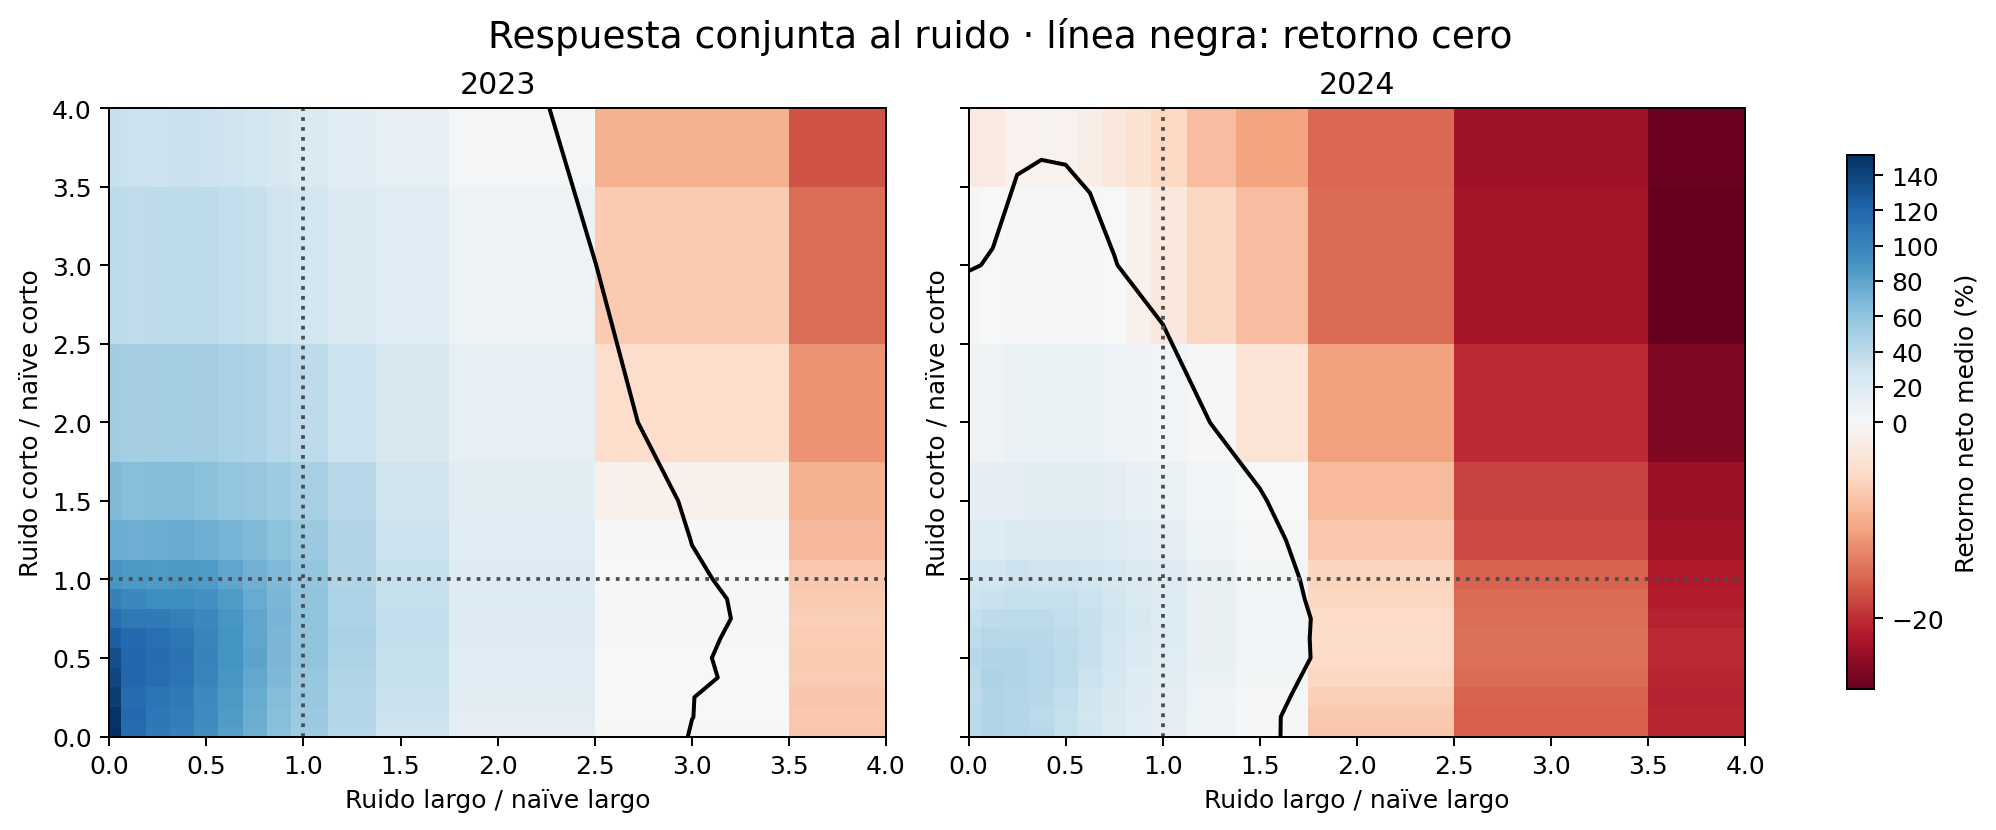 Respuesta conjunta al ruido · línea negra: retorno cero
2023
2024
Ruido corto / naïve corto
4.0
3.5
3.0
2.5
2.0
1.5
1.0
0.5
0.0
0.0 0.5 1.0 1.5 2.0 2.5 3.0 3.5 4.0
Ruido largo / naïve largo
Ruido corto / naïve corto
0.0 0.5 1.0 1.5 2.0 2.5 3.0 3.5 4.0
Ruido largo / naïve largo
140
120
100
80
60
40
20
0
−20
Retorno neto medio (%)